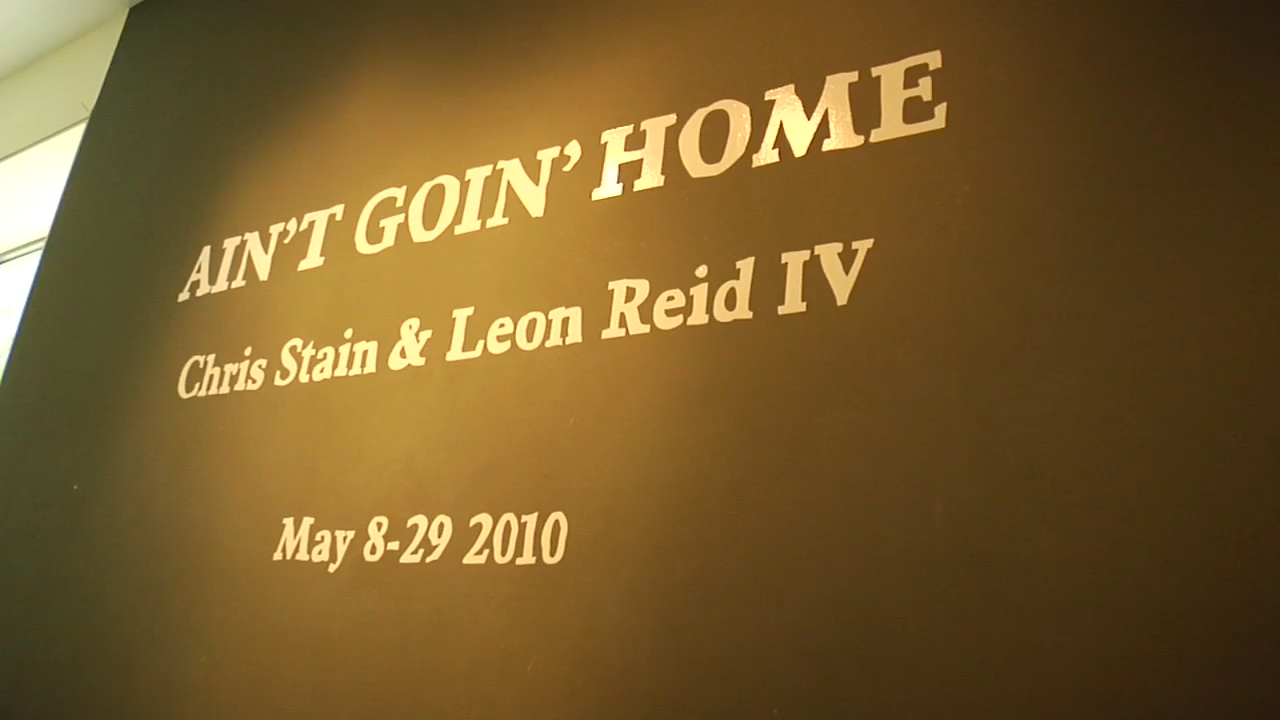 AIN’T GOIN’ HOME
Chris Stain & Leon Reid IV
May 8-29 2010